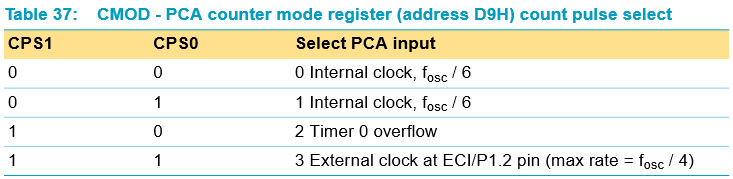 Table 37: CMOD - PCA counter mode register (address D9H) count pulse select
CPS1 CPS0 Select PCA input
0 0 0 Internal clock, fosc / 6
0 1 1 Internal clock, fosc / 6
1 0 2 Timer 0 overflow
1 1 3 External clock at ECI/P1.2 pin (max rate = fosc / 4)